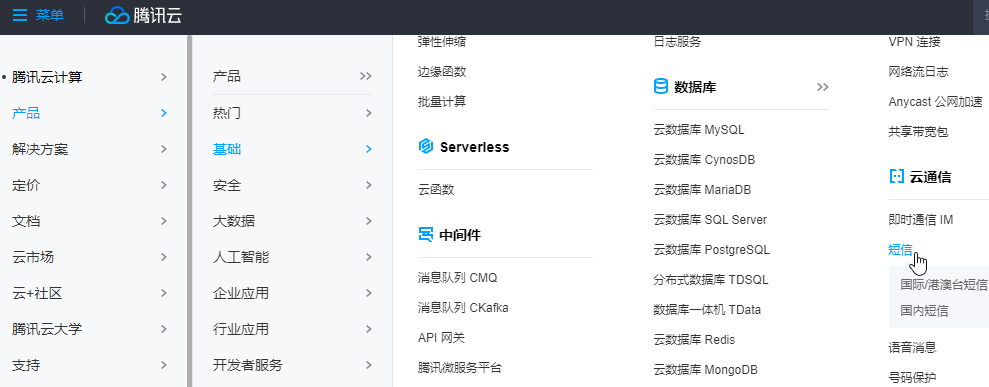 菜单
腾讯云
腾讯云计算
产品
解决方案
定价
文档
云市场
云+社区
腾讯云大学
支持
产品
热门
基础
安全
大数据
人工智能
企业应用
行业应用
开发者服务
弹性伸缩
边缘函数
批量计算
Serverless
云函数
中间件
消息队列 CMQ
消息队列 CKafka
API 网关
腾讯微服务平台
日志服务
数据库
云数据库 MySQL
云数据库 CynosDB
云数据库 MariaDB
云数据库 SQL Server
云数据库 PostgreSQL
分布式数据库 TDSQL
数据库一体机 TData
云数据库 Redis
云数据库 MongoDB
VPN 连接
网络流日志
Anycast 公网加速
共享带宽包
云通信
即时通信 IM
短信
国际/港澳台短信
国内短信
语音消息
号码保护